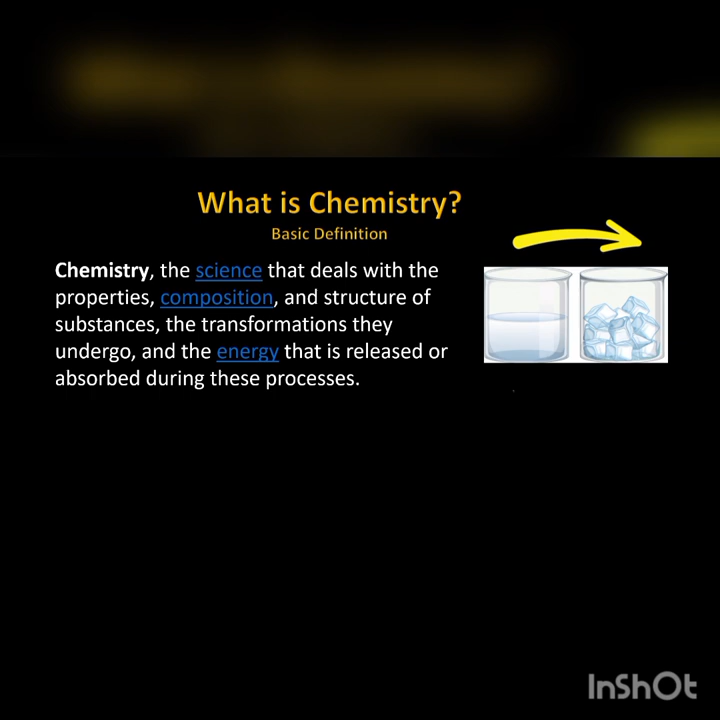 What is Chemistry?
Basic Definition
Chemistry, the science that deals with the
properties, composition, and structure of
substances, the transformations they
undergo, and the energy that is released or
absorbed during these processes.
InShOt